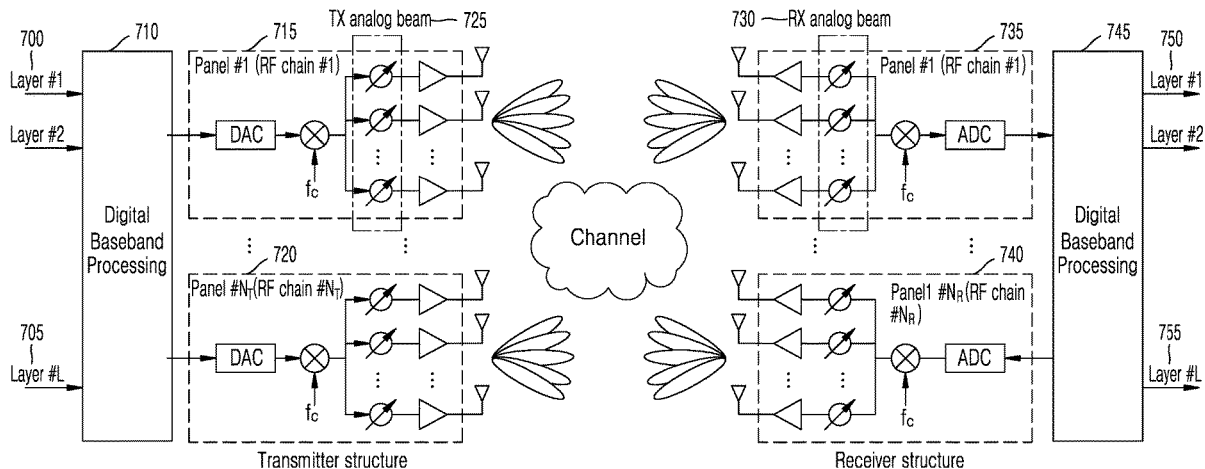 TX analog beam
725
730
RX analog beam
700
710
715
735
745
750
Layer #1
Panel #1 (RF chain #1)
Panel #1 (RF chain #1)
Layer #1
Layer #2
DAC
ADC
Layer #2
fc
fc
Digital
Baseband
Processing
Channel
Digital
Baseband
Processing
720
740
Panel #NT(RF chain #NT)
Panel1 #NR(RF chain
#NR)
705
755
Layer #L
DAC
ADC
Layer #L
fc
fc
Transmitter structure
Receiver structure